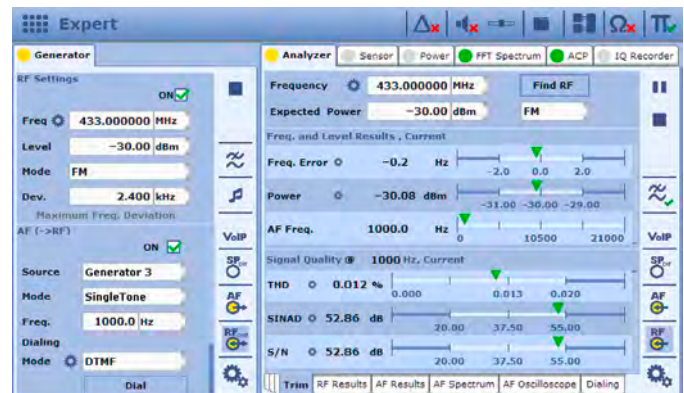 Expert
Generator
RF Settings
ON
Freq 433.000000 MHz
Level -30.00 dBm
Mode FM
Dev. 2.400 kHz
Maximum Freq. Deviation
AF (->RF)
ON
Source Generator 3
Mode SingleTone
Freq. 1000.0 Hz
Dialing
Mode DTMF
Dial
VoIP
SP
AF
RF
Analyzer Sensor Power FFT Spectrum ACP IQ Recorder
Frequency 433.000000 MHz Find RF
Expected Power -30.00 dBm FM
Freq. and Level Results , Current
Freq. Error -0.2 Hz
-2.0 0.0 2.0
Power -30.08 dBm
-31.00 -30.00 -29.00
AF Freq. 1000.0 Hz
0 10500 21000
Signal Quality @ 1000 Hz, Current
THD 0.012 %
0.000 0.013 0.020
SINAD 52.86 dB
20.00 37.50 55.00
S/N 52.86 dB
20.00 37.50 55.00
Trim RF Results AF Results AF Spectrum AF Oscilloscope Dialing
VoIP
SP
AF
RF